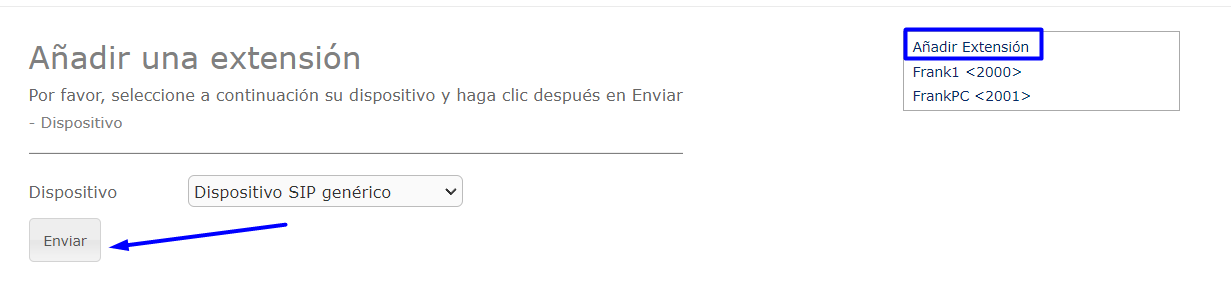 Añadir una extensión
Por favor, seleccione a continuación su dispositivo y haga clic después en Enviar
- Dispositivo
Dispositivo Dispositivo SIP genérico
Enviar
Añadir Extensión
Frank1 <2000>
FrankPC <2001>